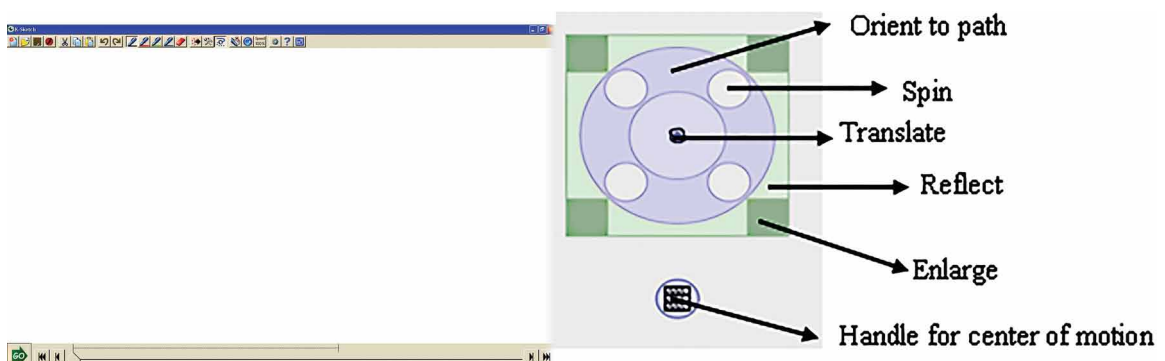 K-Sketch
GO
Orient to path
Spin
Translate
Reflect
Enlarge
Handle for center of motion